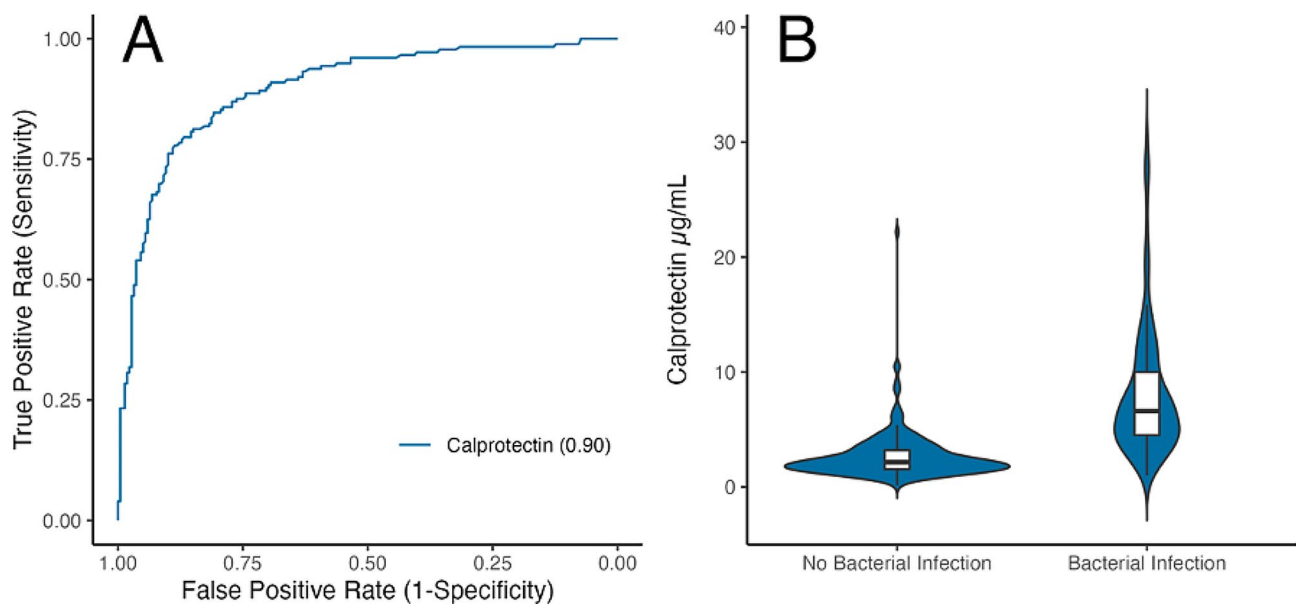 A
1.00
0.75
0.50
0.25
0.00
True Positive Rate (Sensitivity)
Calprotectin (0.90)
1.00 0.75 0.50 0.25 0.00
False Positive Rate (1-Specificity)
B
40
30
20
10
0
Calprotectin µg/mL
No Bacterial Infection Bacterial Infection